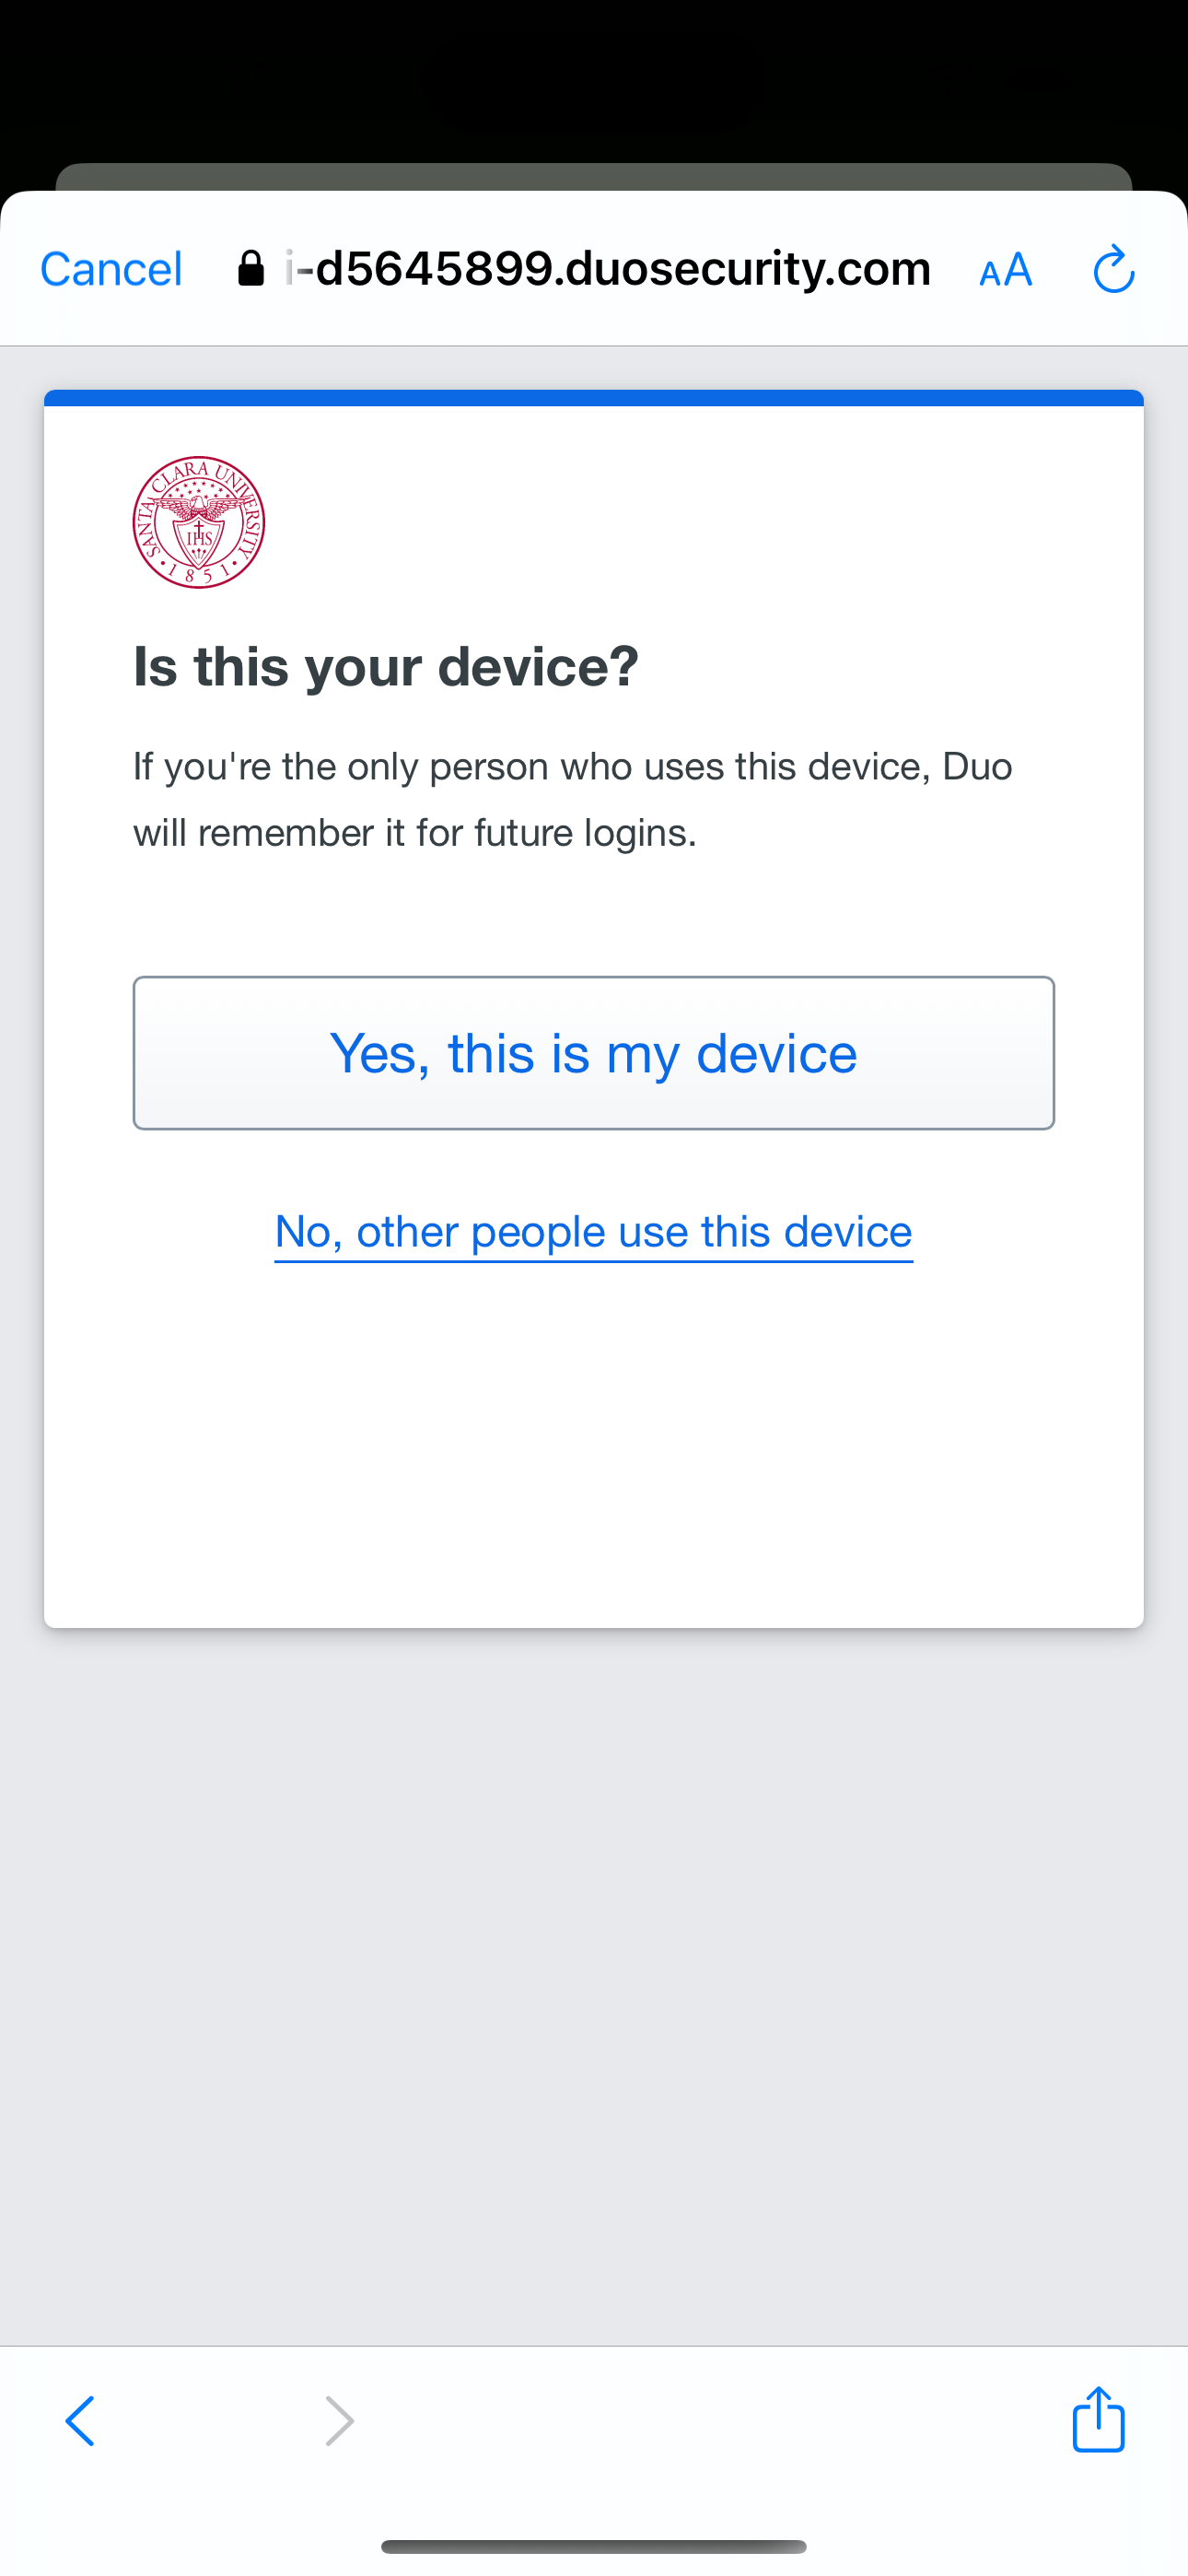 Cancel
i-d5645899.duosecurity.com
AA
SANTA CLARA UNIVERSITY • 1851 •
IHS
Is this your device?
If you're the only person who uses this device, Duo
will remember it for future logins.
Yes, this is my device
No, other people use this device